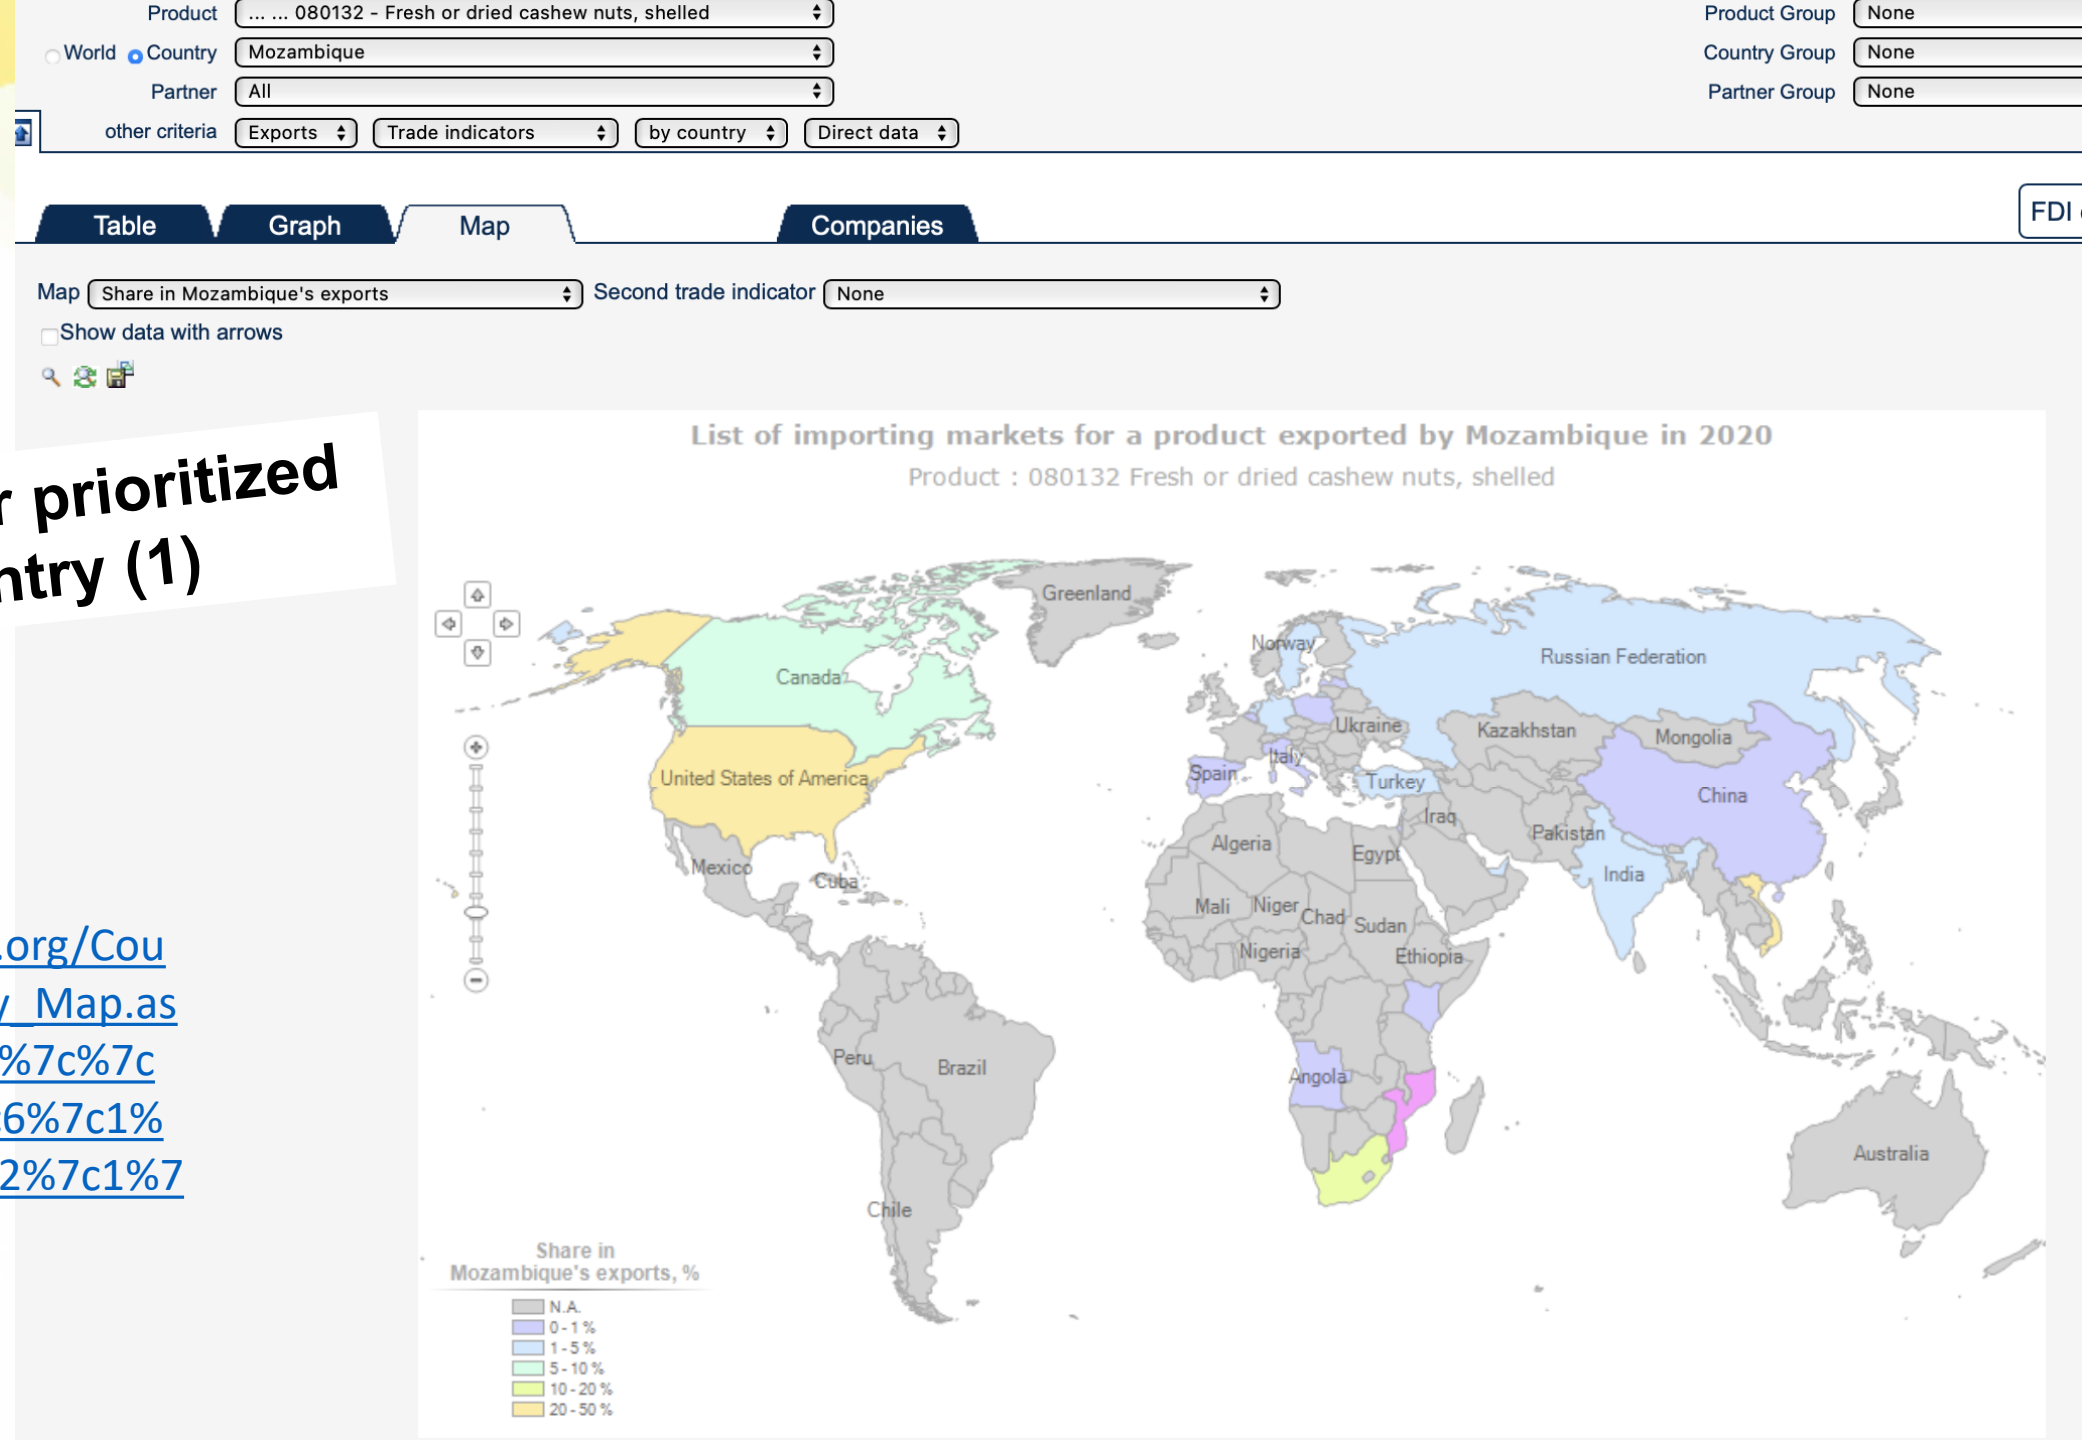 Product ... ... 080132 - Fresh or dried cashew nuts, shelled Product Group None
World Country Mozambique Country Group None
Partner All Partner Group None
other criteria Exports Trade indicators by country Direct data
Table Graph Map Companies FDI
Map Share in Mozambique's exports Second trade indicator None
Show data with arrows
r prioritized
ntry (1)
.org/Cou
y_Map.as
%7c%7c
6%7c1%
2%7c1%7
List of importing markets for a product exported by Mozambique in 2020
Product : 080132 Fresh or dried cashew nuts, shelled
Greenland
Norway
Russian Federation
Canada
Ukraine
Kazakhstan
Mongolia
Italy
Spain
United States of America
Turkey
China
Iraq
Pakistan
Algeria
Egypt
Mexico
India
Cuba
Mali
Niger
Chad
Sudan
Nigeria
Ethiopia
Peru
Brazil
Angola
Australia
Chile
Share in
Mozambique's exports, %
N.A.
0 - 1 %
1 - 5 %
5 - 10 %
10 - 20 %
20 - 50 %